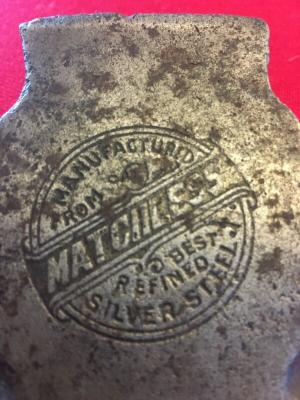 MANUFACTURED
FROM
MATCHLESS
BEST
REFINED
SILVER STEEL